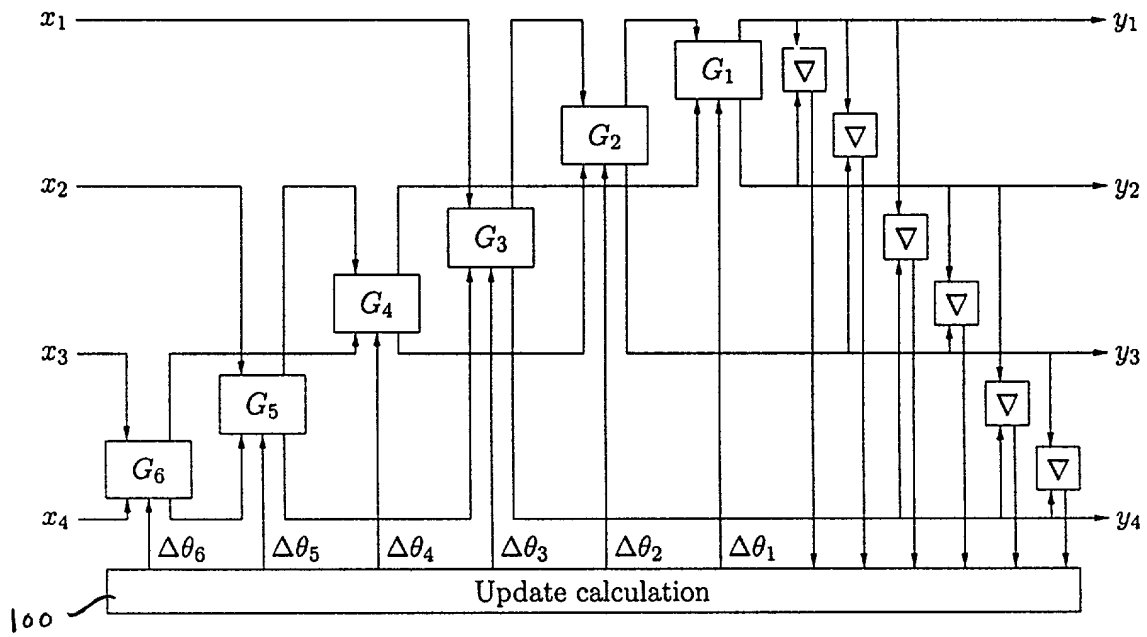 x₁ y₁
G₁ ∇
G₂ ∇
x₂ y₂
G₃ ∇
G₄ ∇
x₃ y₃
G₅ ∇
G₆ ∇
x₄ y₄
Δθ₆ Δθ₅ Δθ₄ Δθ₃ Δθ₂ Δθ₁
Update calculation
100